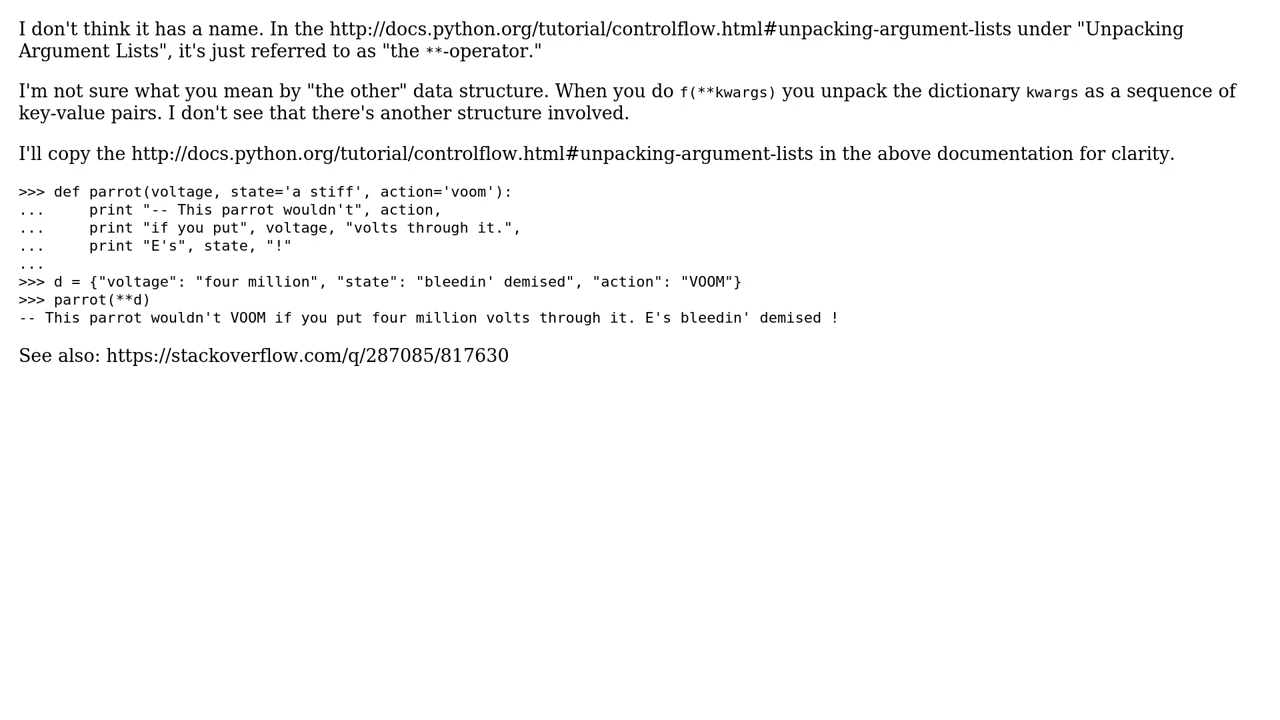 I don't think it has a name. In the http://docs.python.org/tutorial/controlflow.html#unpacking-argument-lists under "Unpacking
Argument Lists", it's just referred to as "the **-operator."
I'm not sure what you mean by "the other" data structure. When you do f(**kwargs) you unpack the dictionary kwargs as a sequence of
key-value pairs. I don't see that there's another structure involved.
I'll copy the http://docs.python.org/tutorial/controlflow.html#unpacking-argument-lists in the above documentation for clarity.
>>> def parrot(voltage, state='a stiff', action='voom'):
...     print "-- This parrot wouldn't", action,
...     print "if you put", voltage, "volts through it.",
...     print "E's", state, "!"
...
>>> d = {"voltage": "four million", "state": "bleedin' demised", "action": "VOOM"}
>>> parrot(**d)
-- This parrot wouldn't VOOM if you put four million volts through it. E's bleedin' demised !
See also: https://stackoverflow.com/q/287085/817630